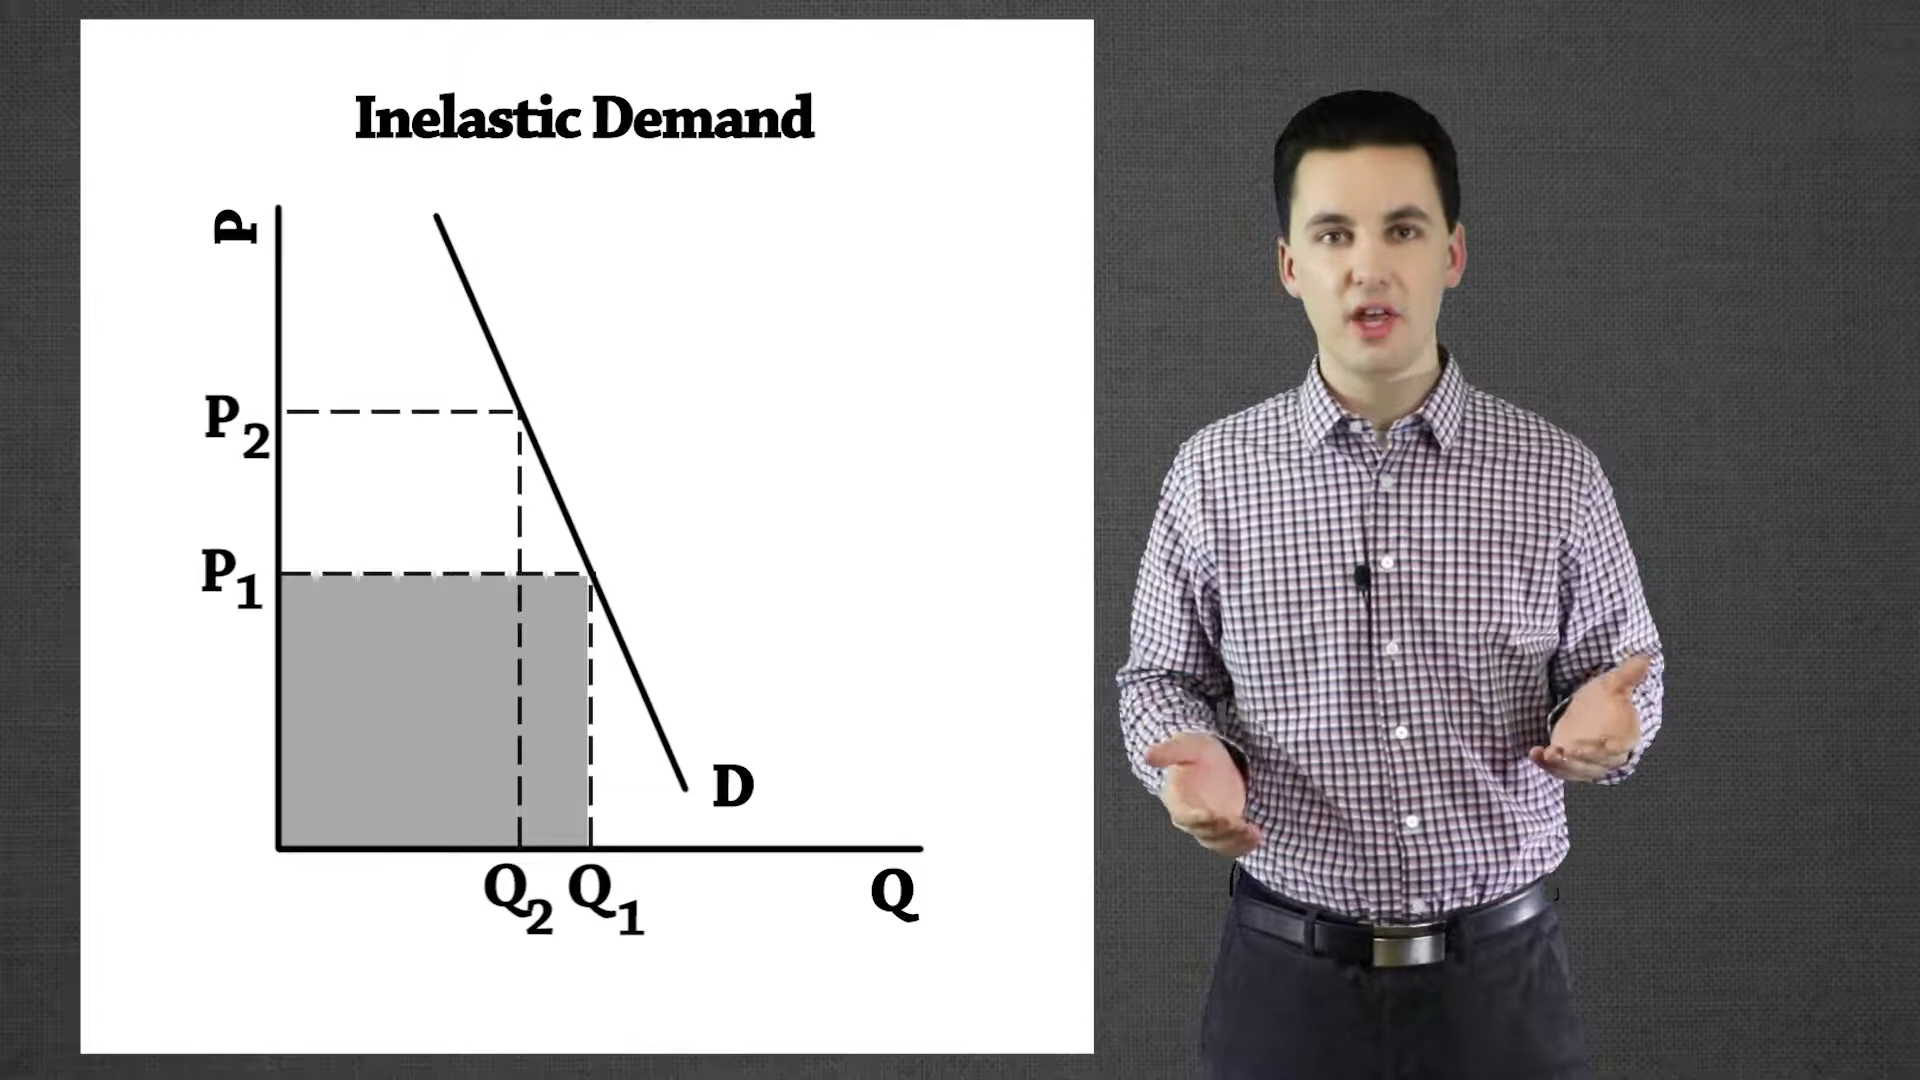 Inelastic Demand
P
P2
P1
D
Q2 Q1 Q